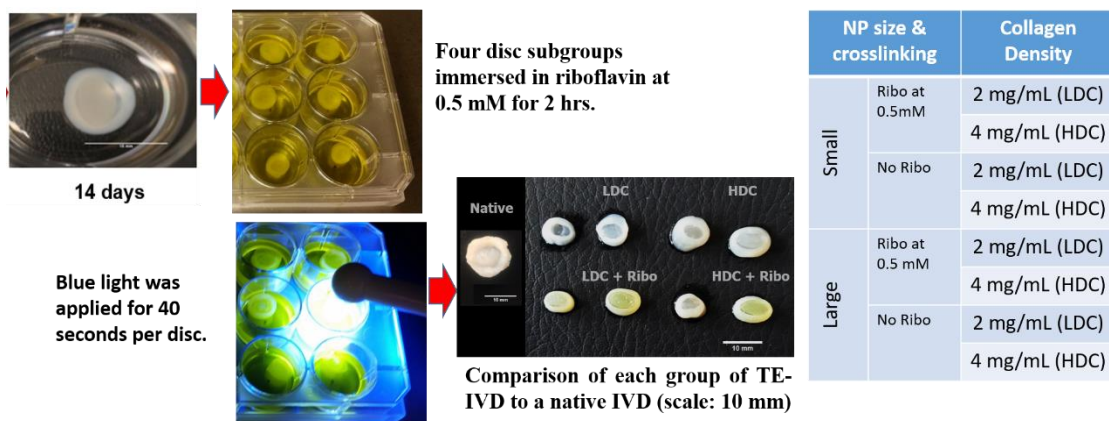 10 mm
14 days
Four disc subgroups
immersed in riboflavin at
0.5 mM for 2 hrs.
Blue light was
applied for 40
seconds per disc.
Native
10 mm
LDC
HDC
LDC + Ribo
HDC + Ribo
10 mm
Comparison of each group of TE-
IVD to a native IVD (scale: 10 mm)
NP size &
crosslinking
Collagen
Density
Small
Ribo at
0.5mM
2 mg/mL (LDC)
4 mg/mL (HDC)
No Ribo
2 mg/mL (LDC)
4 mg/mL (HDC)
Large
Ribo at
0.5 mM
2 mg/mL (LDC)
4 mg/mL (HDC)
No Ribo
2 mg/mL (LDC)
4 mg/mL (HDC)